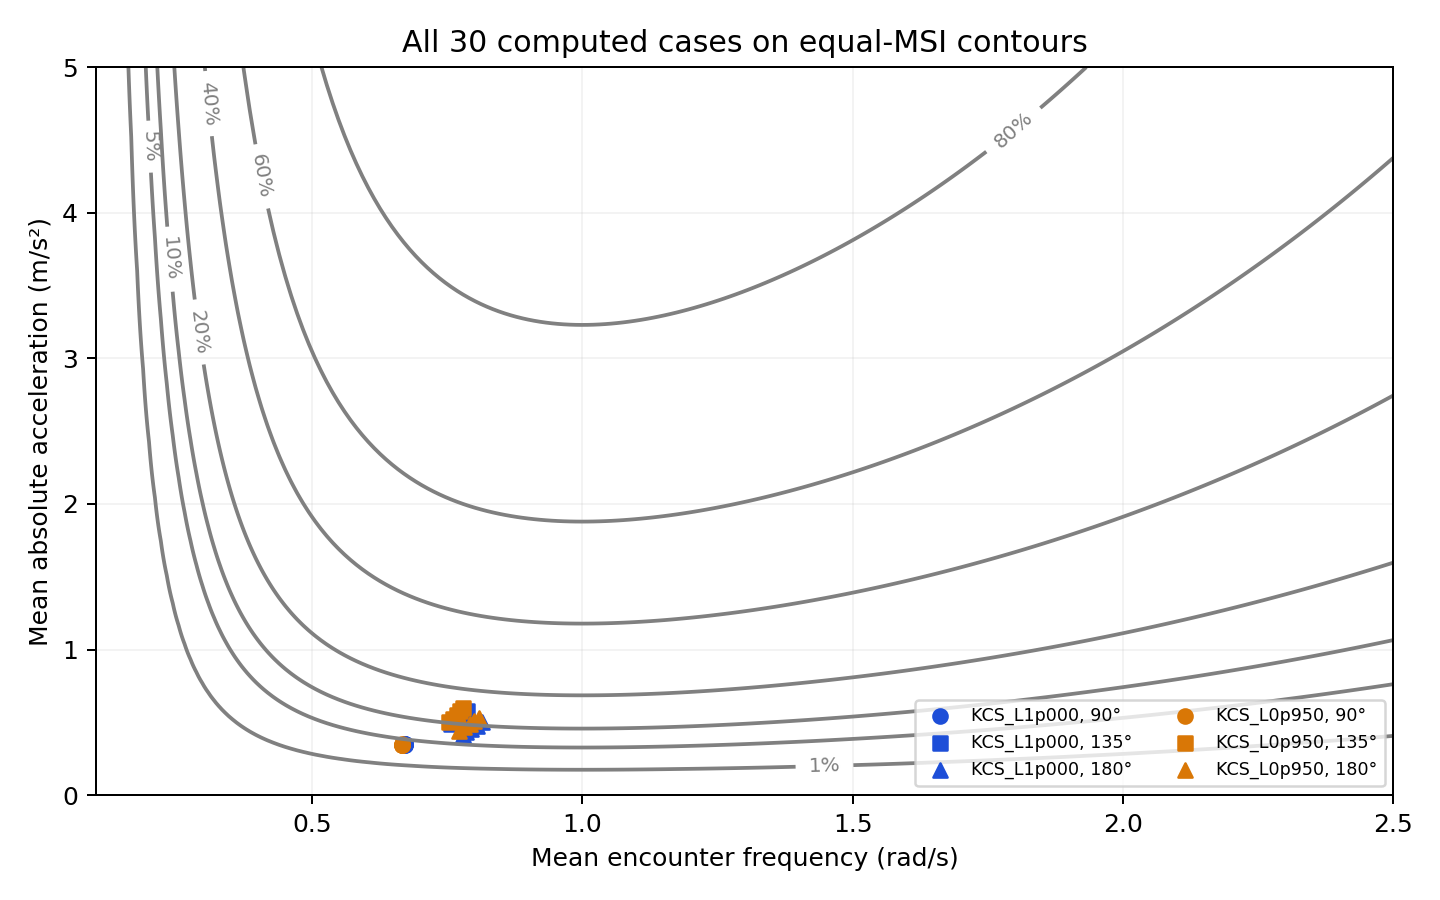 All 30 computed cases on equal-MSI contours
5
4
3
2
1
0
Mean absolute acceleration (m/s²)
5%
10%
20%
40%
60%
80%
1%
KCS_L1p000, 90°
KCS_L1p000, 135°
KCS_L1p000, 180°
KCS_L0p950, 90°
KCS_L0p950, 135°
KCS_L0p950, 180°
0.5 1.0 1.5 2.0 2.5
Mean encounter frequency (rad/s)